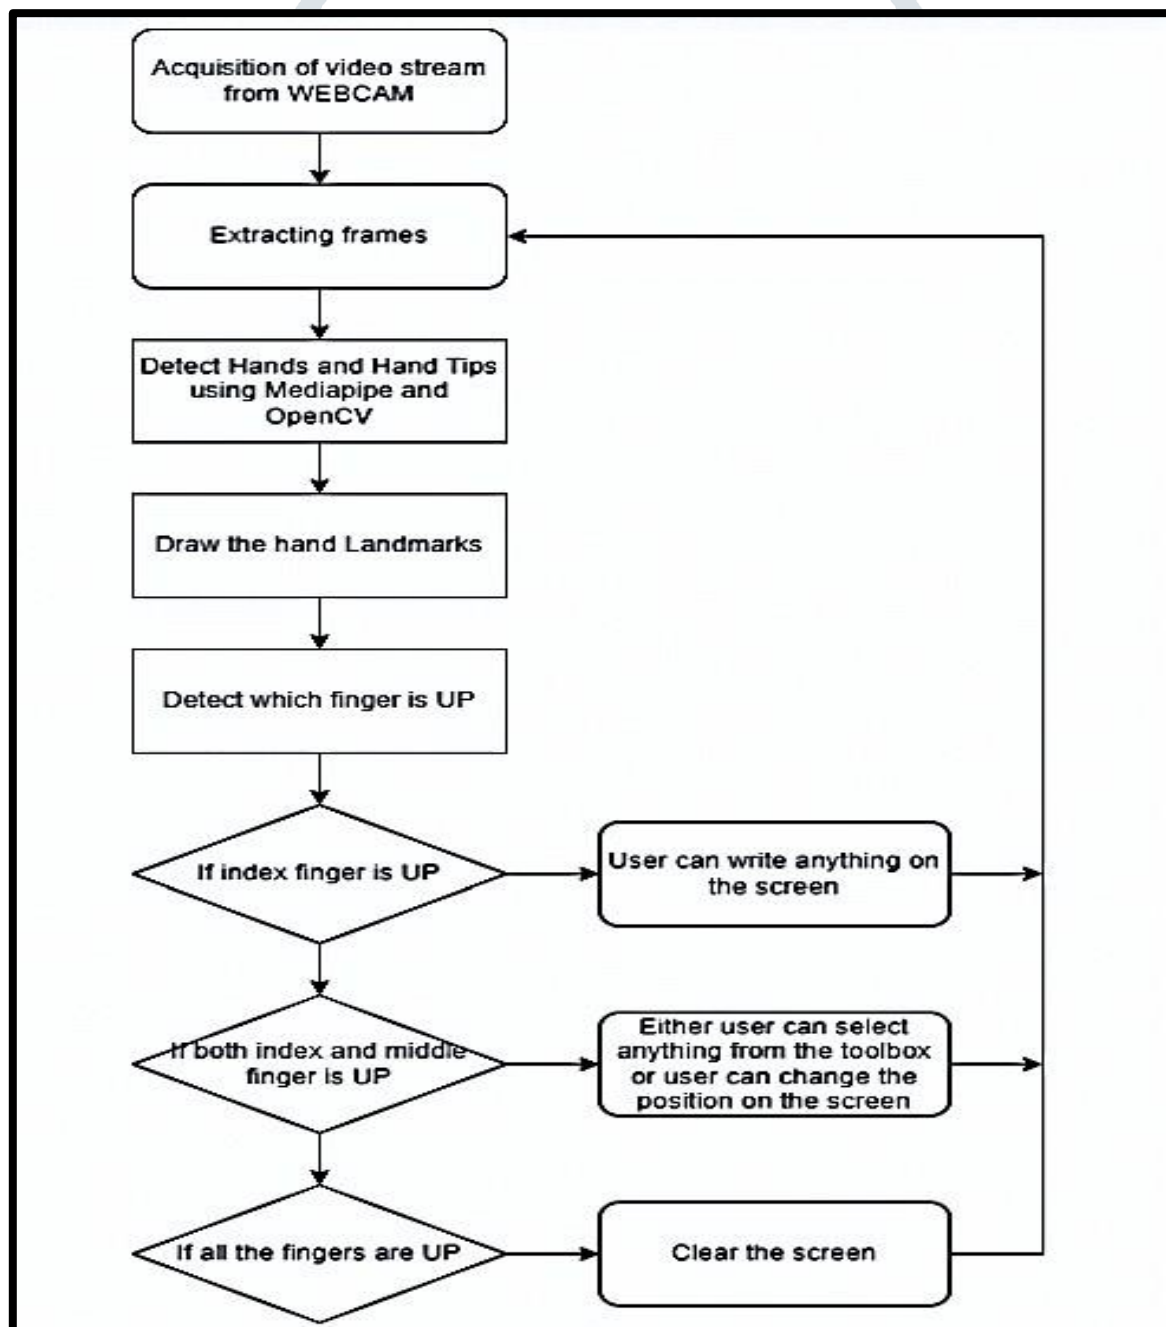 Acquisition of video stream
from WEBCAM
Extracting frames
Detect Hands and Hand Tips
using Mediapipe and
OpenCV
Draw the hand Landmarks
Detect which finger is UP
If index finger is UP
User can write anything on
the screen
If both index and middle
finger is UP
Either user can select
anything from the toolbox
or user can change the
position on the screen
If all the fingers are UP
Clear the screen